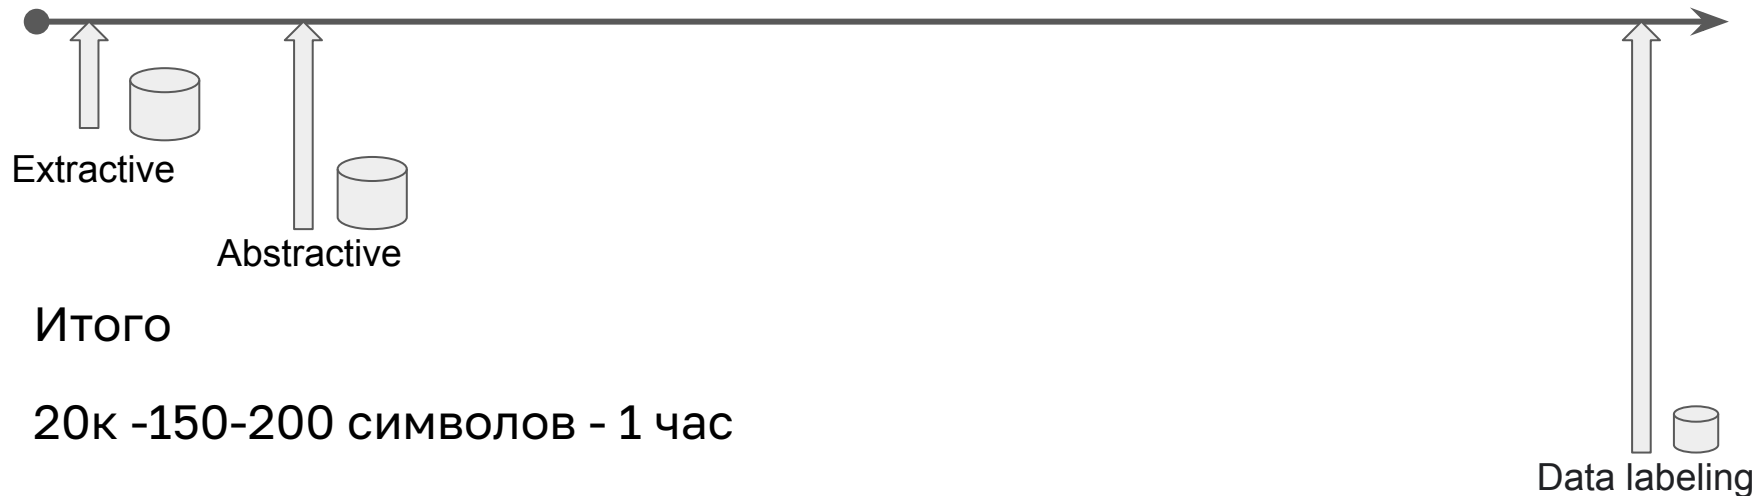 Extractive
Abstractive
Итого
20к -150-200 символов - 1 час
Data labeling